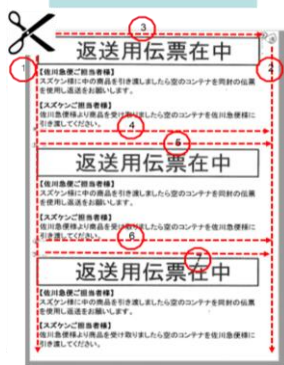 3
返送用伝票在中
1
2
【佐川急便ご担当者様】
スズケン様に中の商品を引き渡しましたら空のコンテナを同封の伝票
を使用し返送をお願いします。
【スズケンご担当者様】
佐川急便様より商品を受け取りましたら空のコンテナを佐川急便様に
引き渡してください。
4
5
返送用伝票在中
【佐川急便ご担当者様】
スズケン様に中の商品を引き渡しましたら空のコンテナを同封の伝票
を使用し返送をお願いします。
【スズケンご担当者様】
佐川急便様より商品を受け取りましたら空のコンテナを佐川急便様に
引き渡してください。
6
7
返送用伝票在中
【佐川急便ご担当者様】
スズケン様に中の商品を引き渡しましたら空のコンテナを同封の伝票
を使用し返送をお願いします。
【スズケンご担当者様】
佐川急便様より商品を受け取りましたら空のコンテナを佐川急便様に
引き渡してください。